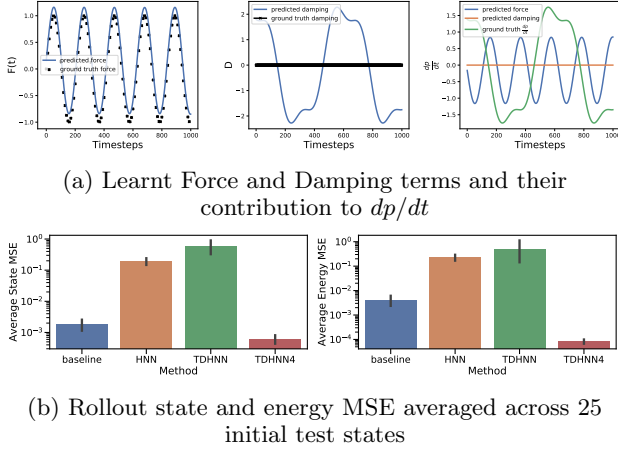 1.0
0.5
0.0
−0.5
−1.0
F(t)
predicted force
ground truth force
0 200 400 600 800 1000
Timesteps
2
1
0
−1
−2
D
predicted damping
ground truth damping
0 200 400 600 800 1000
Timesteps
1.5
1.0
0.5
0.0
−0.5
−1.0
−1.5
dp/dt
predicted force
predicted damping
ground truth dp/dt
0 200 400 600 800 1000
Timesteps
(a) Learnt Force and Damping terms and their
contribution to dp/dt
10⁰
10⁻¹
10⁻²
10⁻³
Average State MSE
baseline HNN TDHNN TDHNN4
Method
10⁰
10⁻¹
10⁻²
10⁻³
10⁻⁴
Average Energy MSE
baseline HNN TDHNN TDHNN4
Method
(b) Rollout state and energy MSE averaged across 25
initial test states